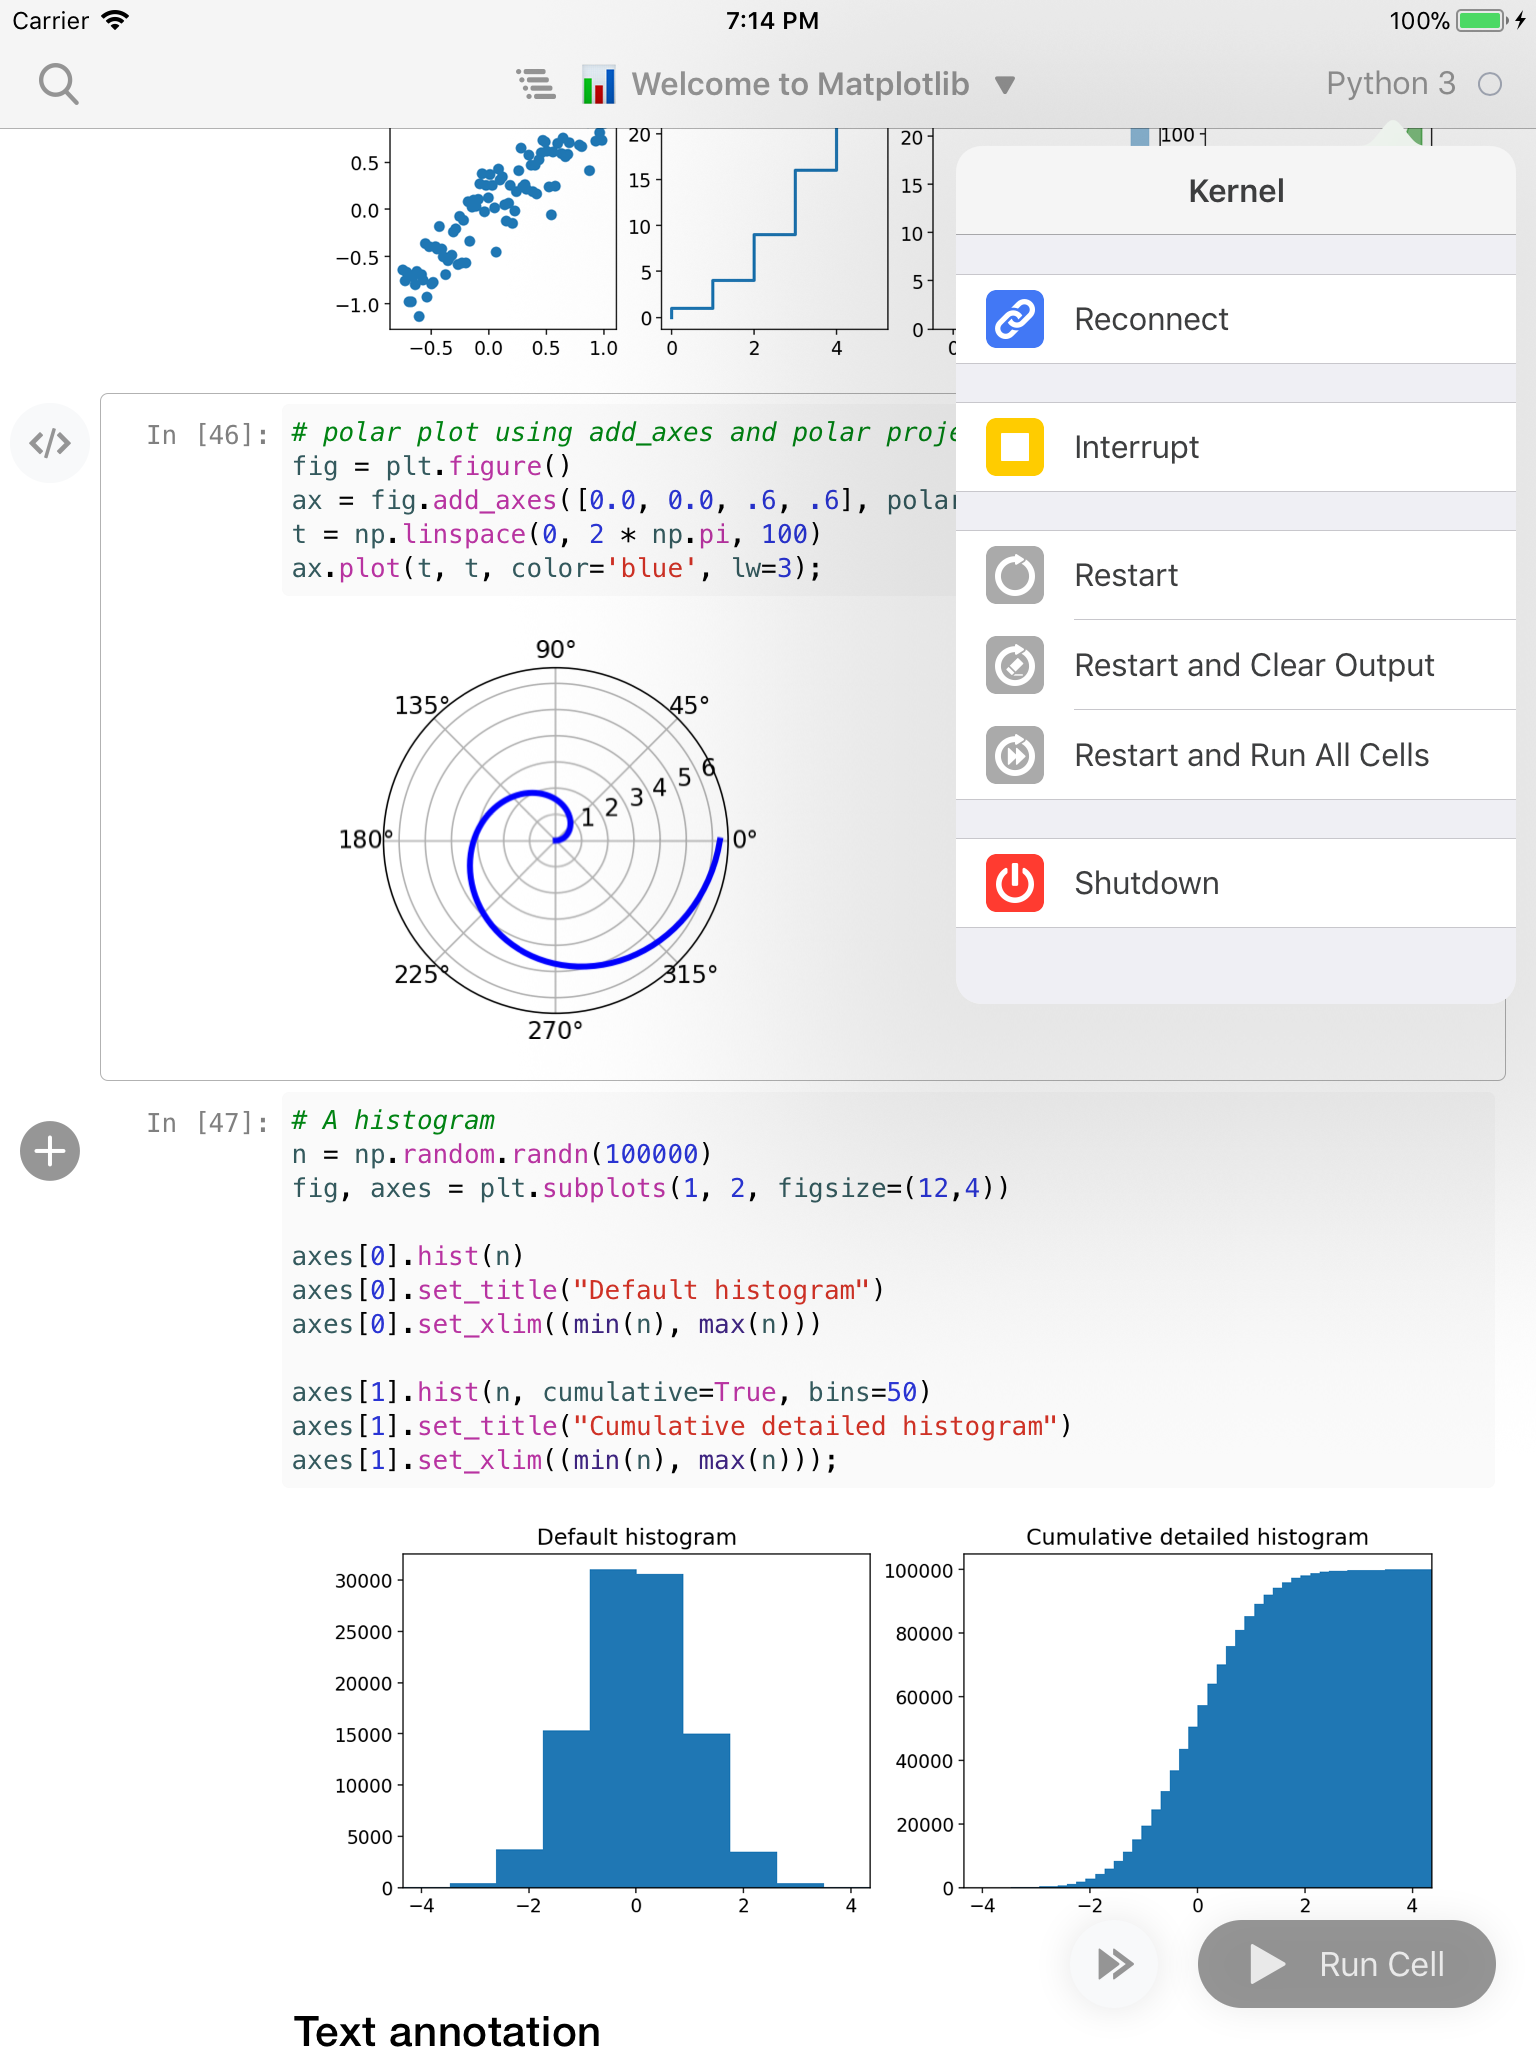 Carrier 7:14 PM 100%
Welcome to Matplotlib ▼ Python 3
0.5
0.0
−0.5
−1.0
−0.5 0.0 0.5 1.0
20
15
10
5
0
0 2 4
20
15
10
5
0
100
Kernel
Reconnect
Interrupt
Restart
Restart and Clear Output
Restart and Run All Cells
Shutdown
</>
In [46]:
# polar plot using add_axes and polar
fig = plt.figure()
ax = fig.add_axes([0.0, 0.0, .6, .6],
t = np.linspace(0, 2 * np.pi, 100)
ax.plot(t, t, color='blue', lw=3);
90°
135° 45°
1 2 3 4 5 6
180° 0°
225° 315°
270°
In [47]:
# A histogram
n = np.random.randn(100000)
fig, axes = plt.subplots(1, 2, figsize=(12,4))
axes[0].hist(n)
axes[0].set_title("Default histogram")
axes[0].set_xlim((min(n), max(n)))
axes[1].hist(n, cumulative=True, bins=50)
axes[1].set_title("Cumulative detailed histogram")
axes[1].set_xlim((min(n), max(n)));
Default histogram
30000
25000
20000
15000
10000
5000
0
−4 −2 0 2 4
Cumulative detailed histogram
100000
80000
60000
40000
20000
0
−4 −2 0 2 4
Run Cell
Text annotation